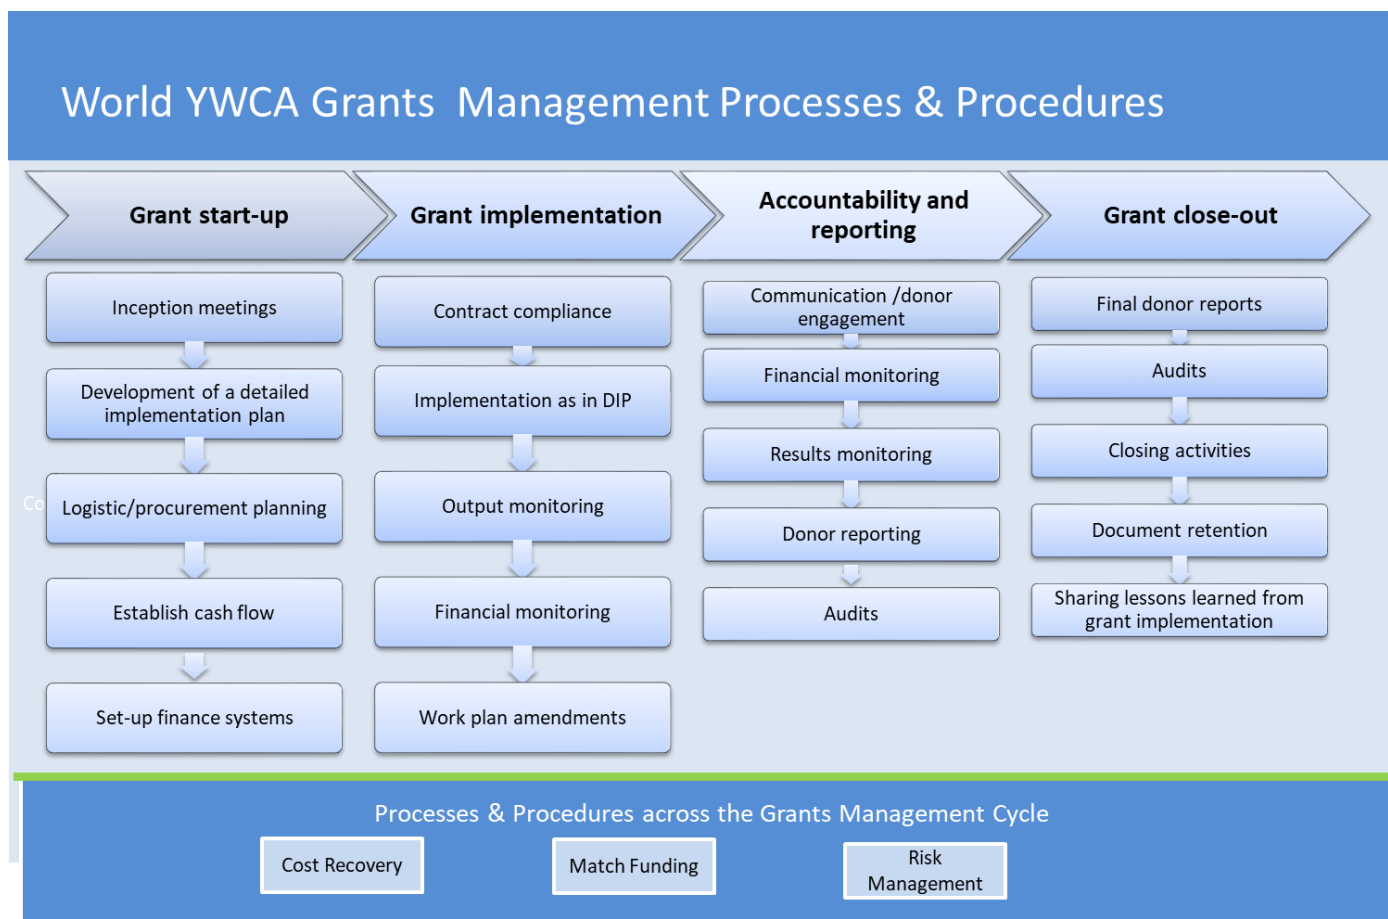 World YWCA Grants  Management Processes & Procedures
Grant start-up
Inception meetings
Development of a detailed
implementation plan
Logistic/procurement planning
Establish cash flow
Set-up finance systems
Grant implementation
Contract compliance
Implementation as in DIP
Output monitoring
Financial monitoring
Work plan amendments
Accountability and
reporting
Communication /donor
engagement
Financial monitoring
Results monitoring
Donor reporting
Audits
Grant close-out
Final donor reports
Audits
Closing activities
Document retention
Sharing lessons learned from
grant implementation
Processes & Procedures across the Grants Management Cycle
Cost Recovery
Match Funding
Risk
Management